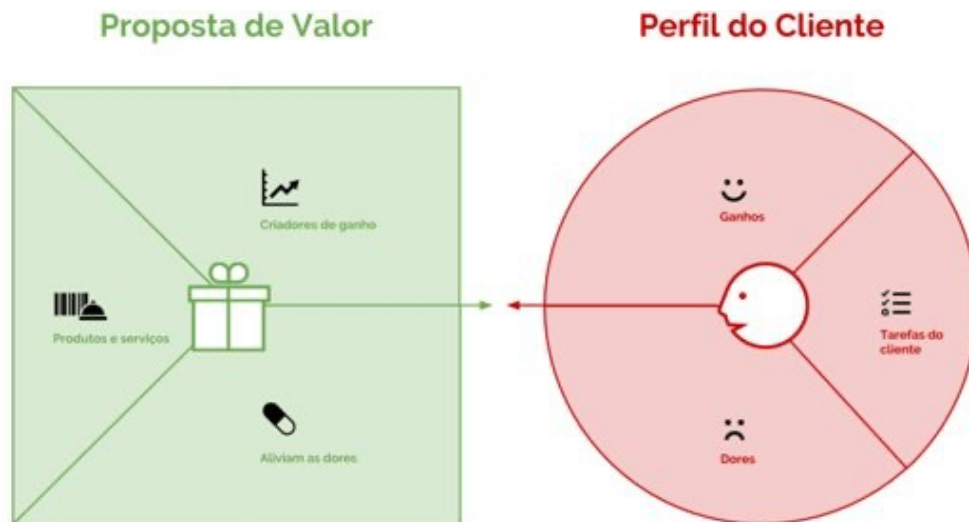 Proposta de Valor
Perfil do Cliente
Criadores de ganho
Produtos e serviços
Aliviam as dores
Ganhos
Tarefas do
cliente
Dores